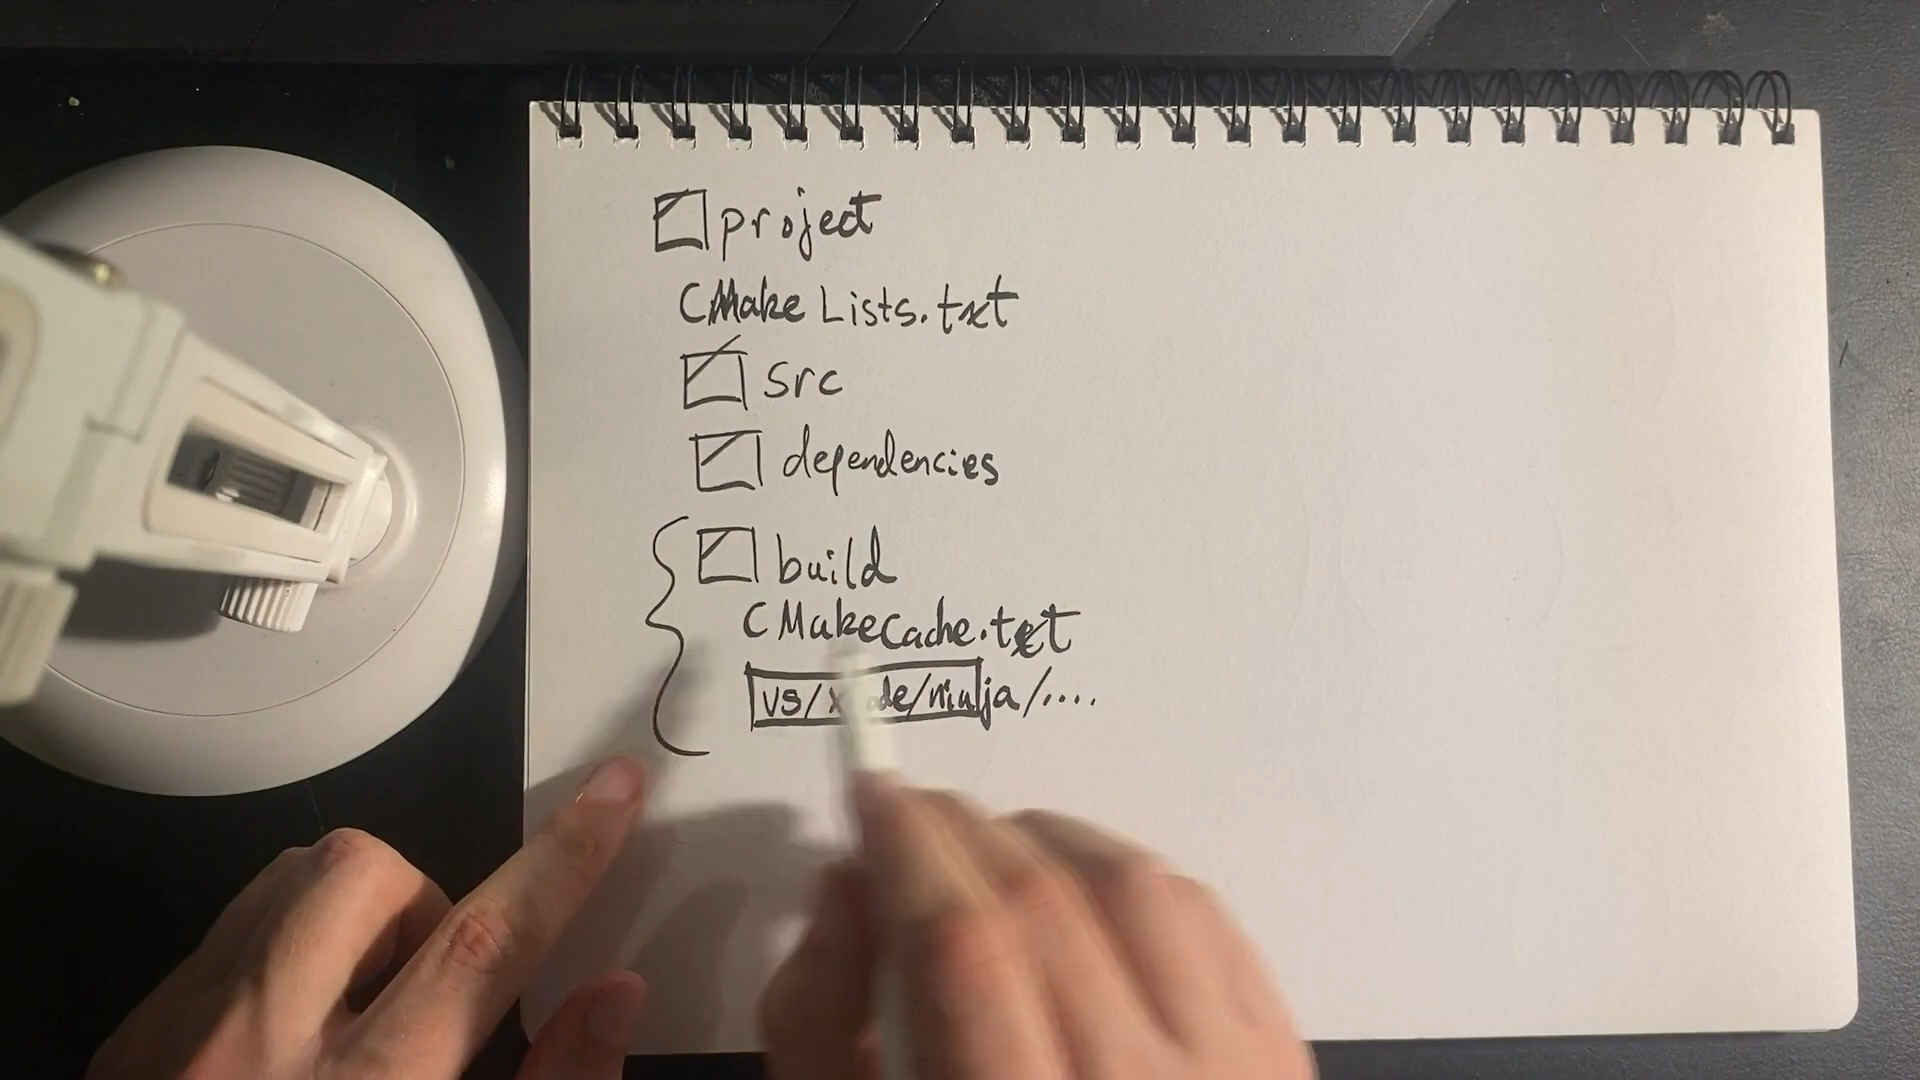 project
CMakeLists.txt
src
dependencies
build
CMakeCache.txt
vs/xcode/ninja/....